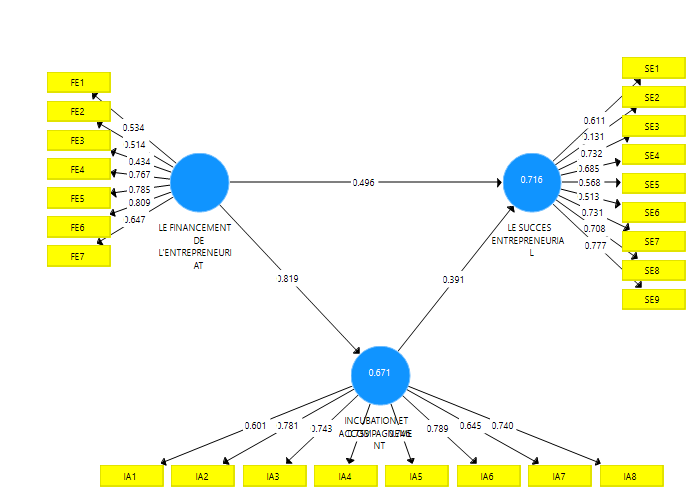 FE1
FE2
FE3
FE4
FE5
FE6
FE7
0.534
0.514
0.434
0.767
0.785
0.809
0.647
LE FINANCEMENT
DE
L'ENTREPREneURI
AT
0.496
0.819
0.391
0.716
LE SUCCES
ENTREPRENEURIA
L
0.611
0.131
0.732
0.685
0.568
0.513
0.731
0.708
0.777
SE1
SE2
SE3
SE4
SE5
SE6
SE7
SE8
SE9
0.671
INCUBATION ET
ACCOMPAGNEME
NT
0.601
0.781
0.743
0.789
0.645
0.740
IA1
IA2
IA3
IA4
IA5
IA6
IA7
IA8